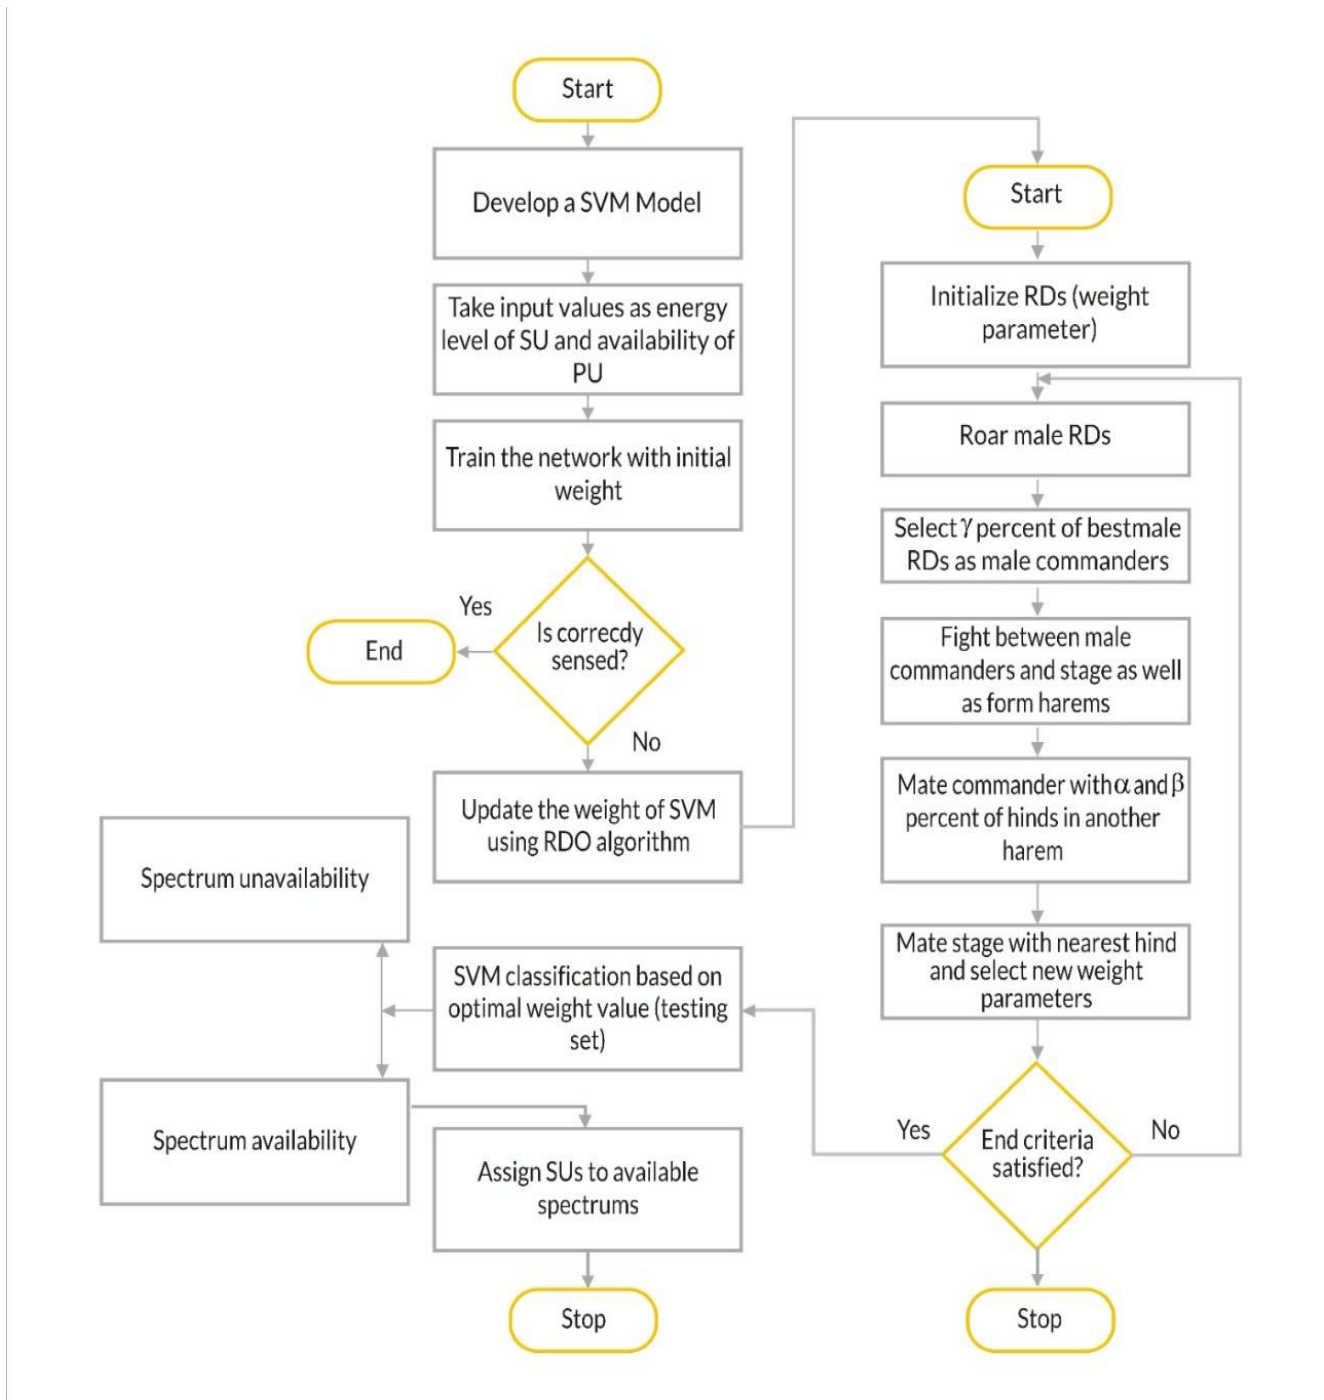 Start
Develop a SVM Model
Take input values as energy
level of SU and availability of
PU
Train the network with initial
weight
Is correcdy
sensed?
Yes
End
No
Update the weight of SVM
using RDO algorithm
Start
Initialize RDs (weight
parameter)
Roar male RDs
Select γ percent of bestmale
RDs as male commanders
Fight between male
commanders and stage as well
as form harems
Mate commander with α and β
percent of hinds in another
harem
Mate stage with nearest hind
and select new weight
parameters
End criteria
satisfied?
Yes
No
Stop
SVM classification based on
optimal weight value (testing
set)
Spectrum unavailability
Spectrum availability
Assign SUs to available
spectrums
Stop